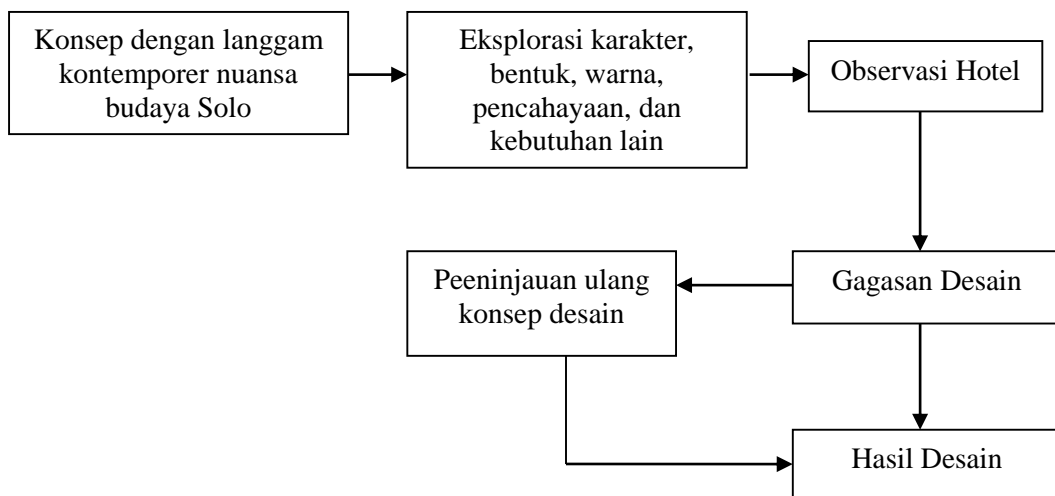 Konsep dengan langgam
kontemporer nuansa
budaya Solo
Eksplorasi karakter,
bentuk, warna,
pencahayaan, dan
kebutuhan lain
Observasi Hotel
Peeninjauan ulang
konsep desain
Gagasan Desain
Hasil Desain